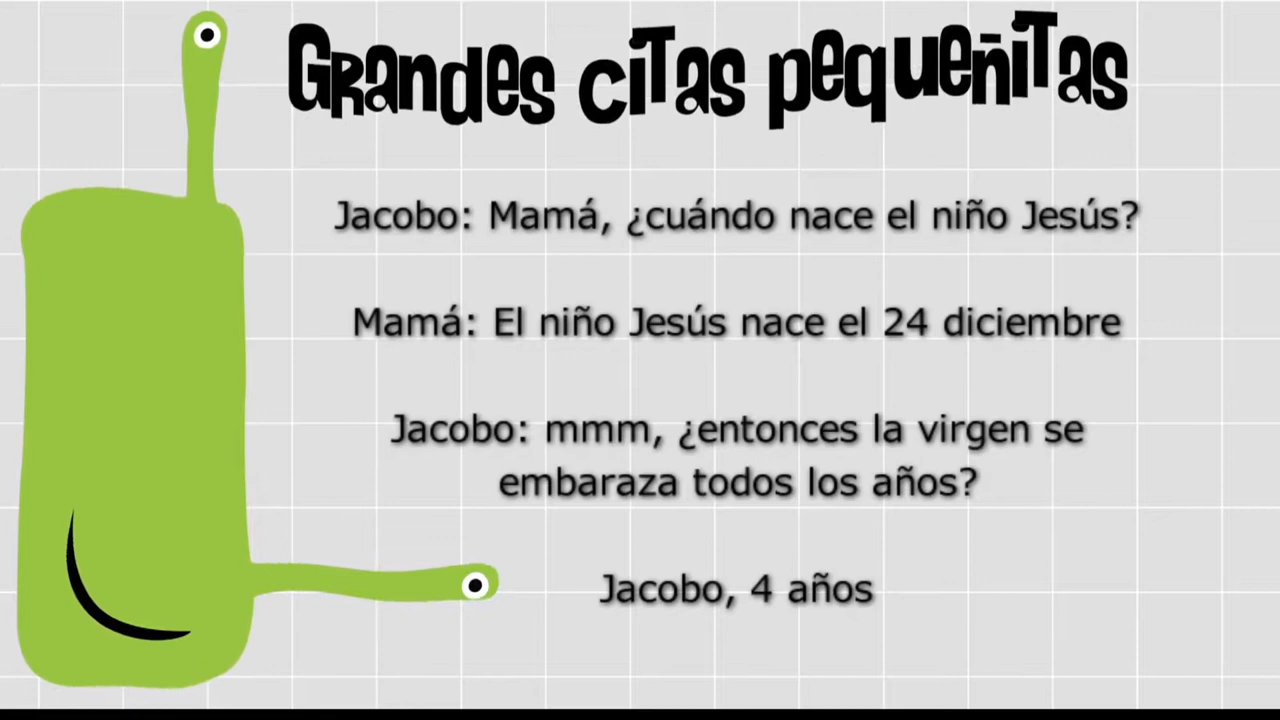 Grandes citas pequeñitas
Jacobo: Mamá, ¿cuándo nace el niño Jesús?
Mamá: El niño Jesús nace el 24 diciembre
Jacobo: mmm, ¿entonces la virgen se
embaraza todos los años?
Jacobo, 4 años